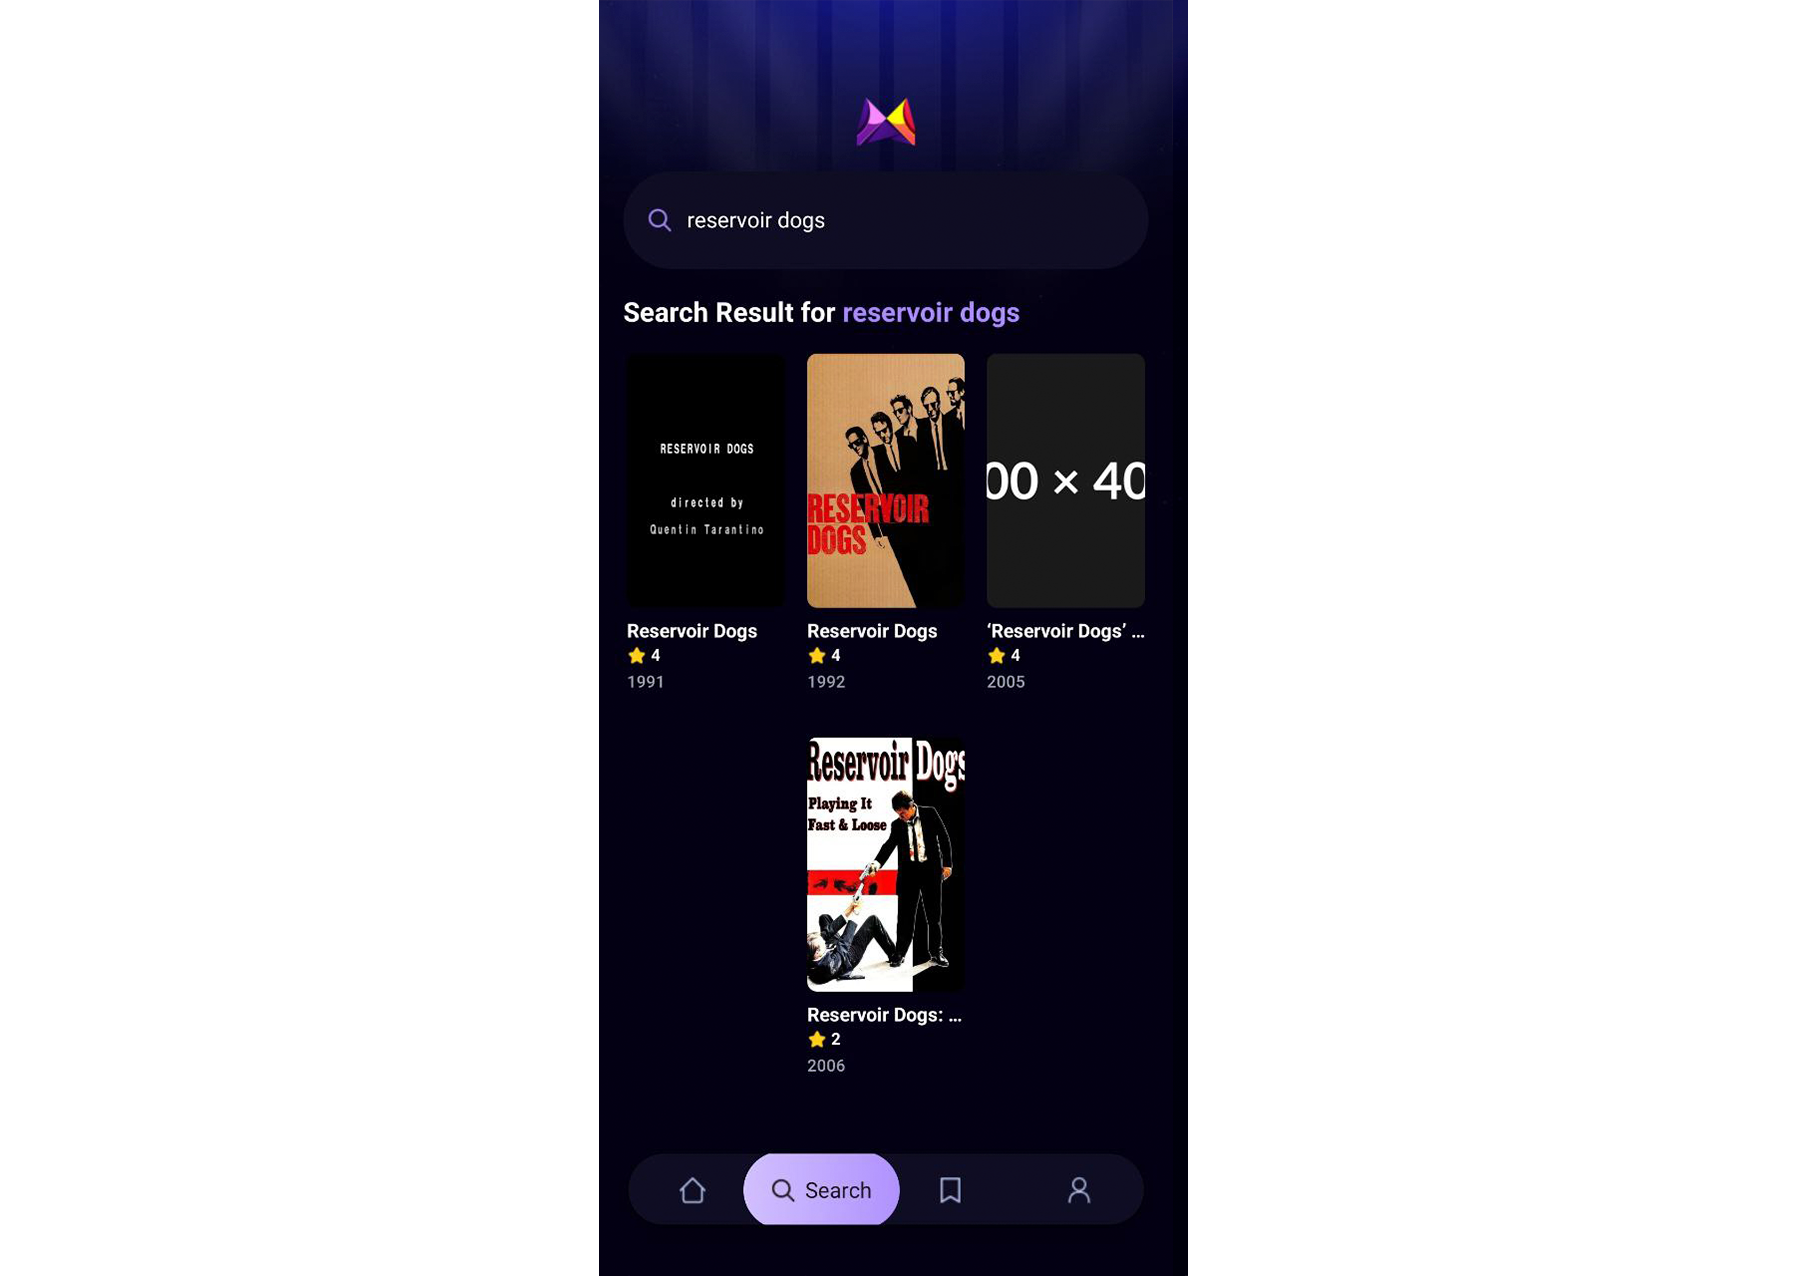 reservoir dogs
Search Result for reservoir dogs
RESERVOIR DOGS
directed by
Quentin Tarantino
RESERVOIR
DOGS
00 × 40
Reservoir Dogs
4
1991
Reservoir Dogs
4
1992
‘Reservoir Dogs’ ...
4
2005
Reservoir Dogs
Playing It
Fast & Loose
Reservoir Dogs: ...
2
2006
Search